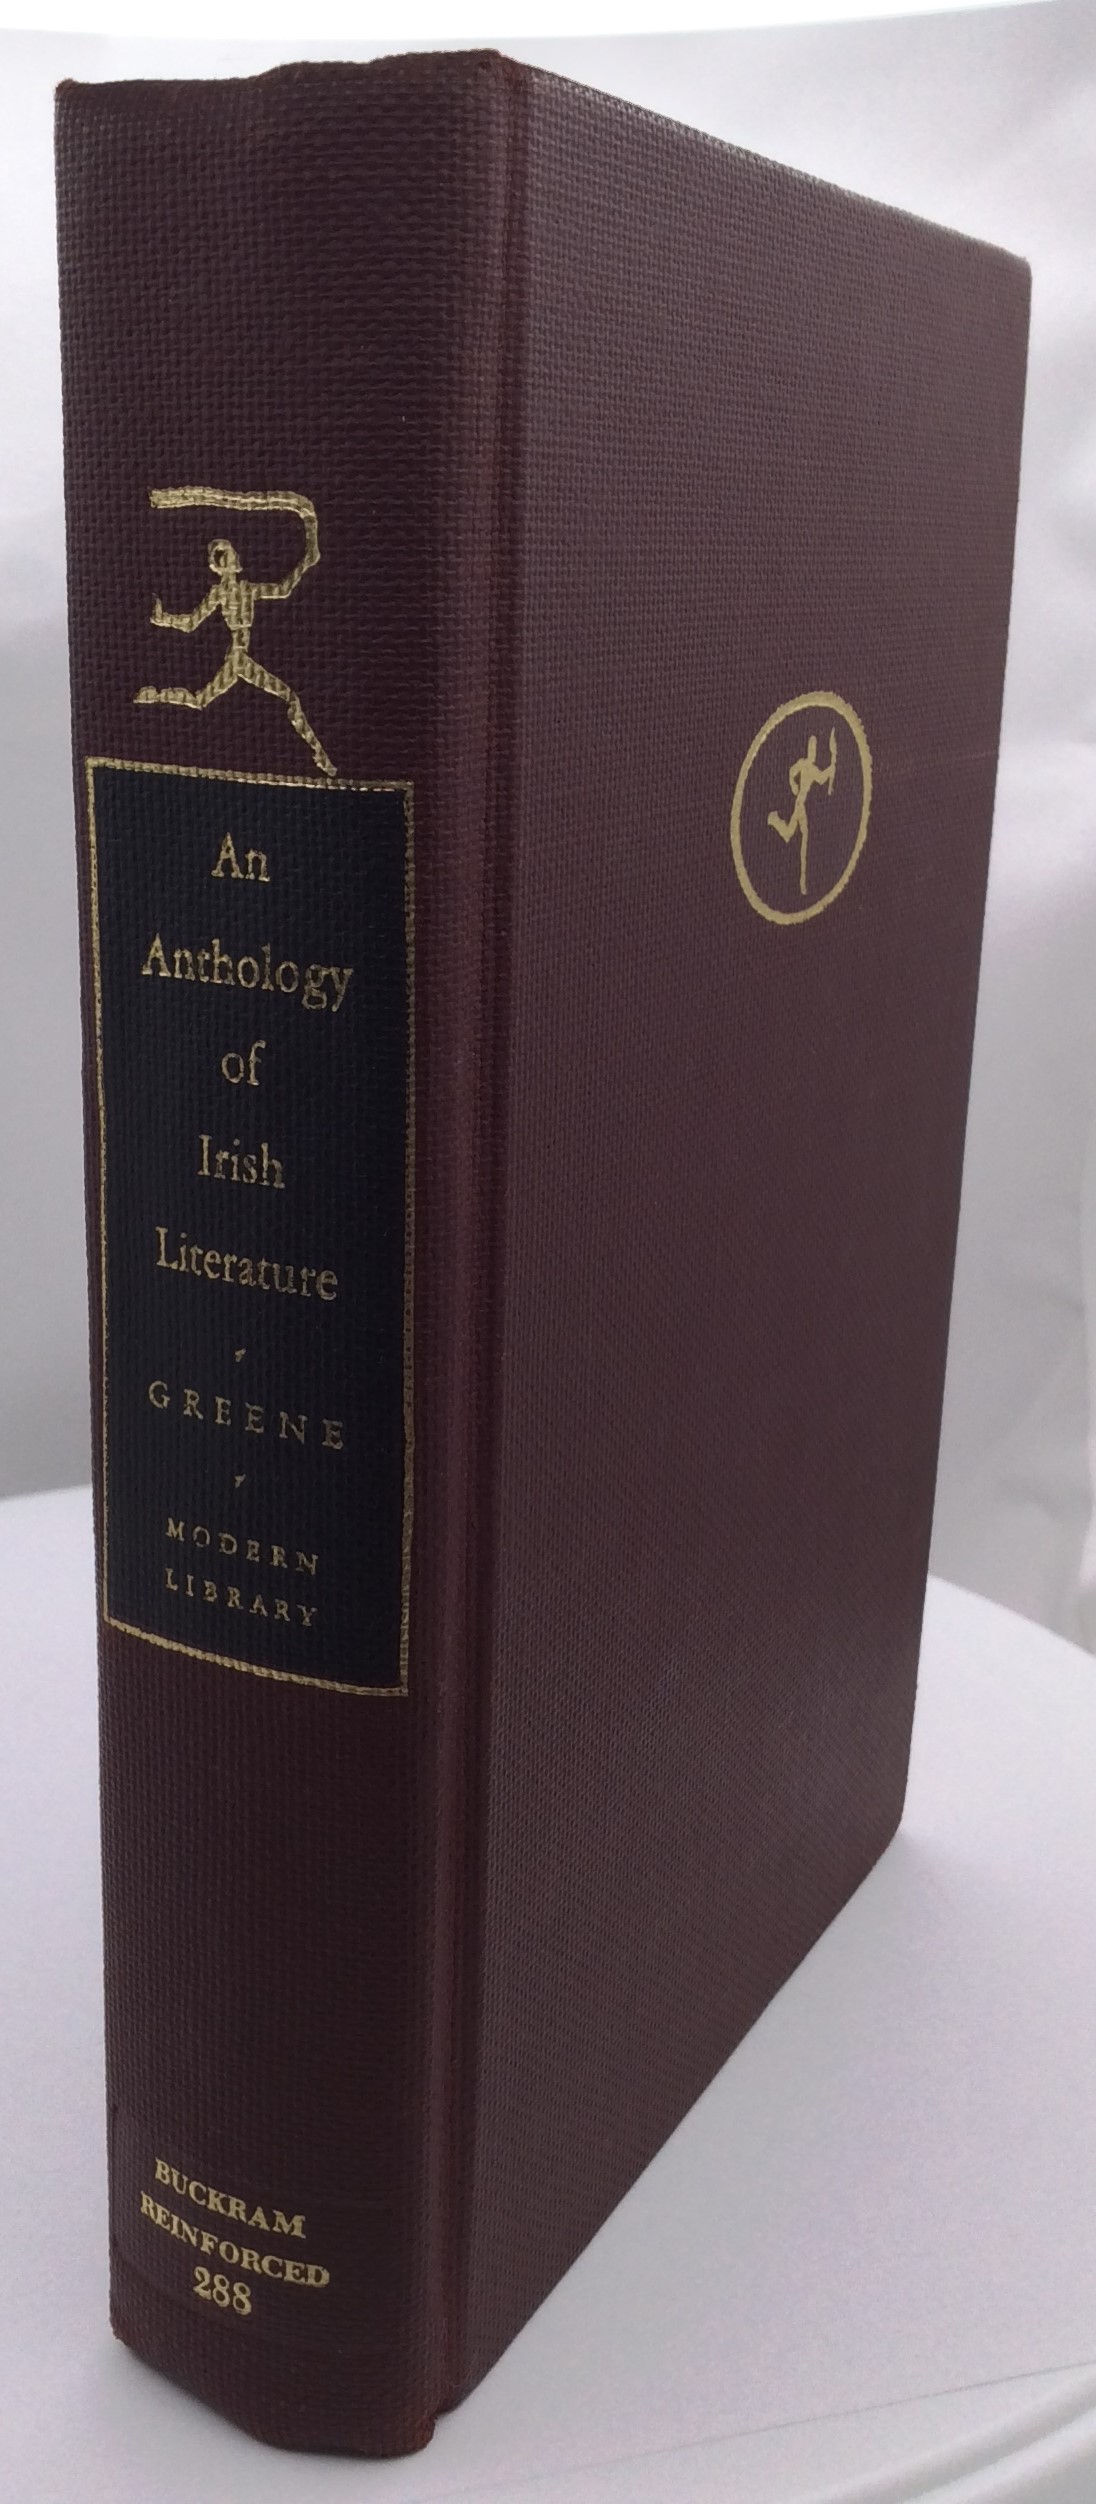 An
Anthology
of
Irish
Literature
GREENE
MODERN
LIBRARY
BUCKRAM
REINFORCED
288